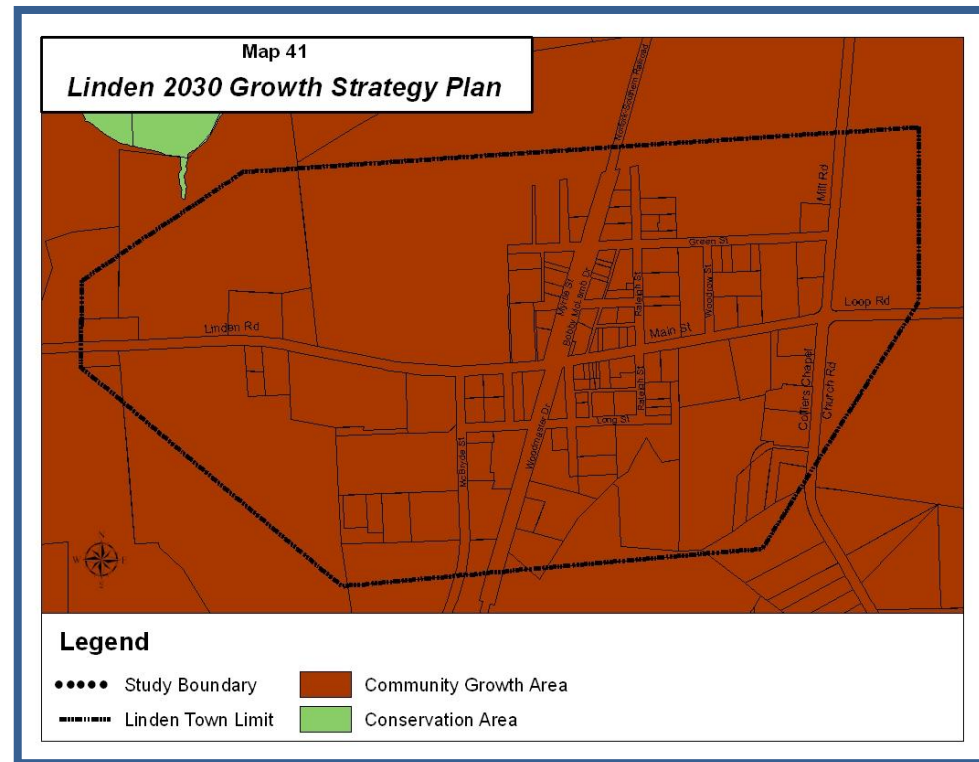 Map 41
Linden 2030 Growth Strategy Plan
Norfolk-Southern Railroad
Mitt Rd
Green St
Myrtle St
Bobby McLamb Dr
Raleigh St
Woodrow St
Loop Rd
Linden Rd
Main St
Raleigh St
Colliers Chapel
Church Rd
Long St
Woodmaster Dr
McBryde St
N
W
E
S
Legend
Study Boundary
Community Growth Area
Linden Town Limit
Conservation Area